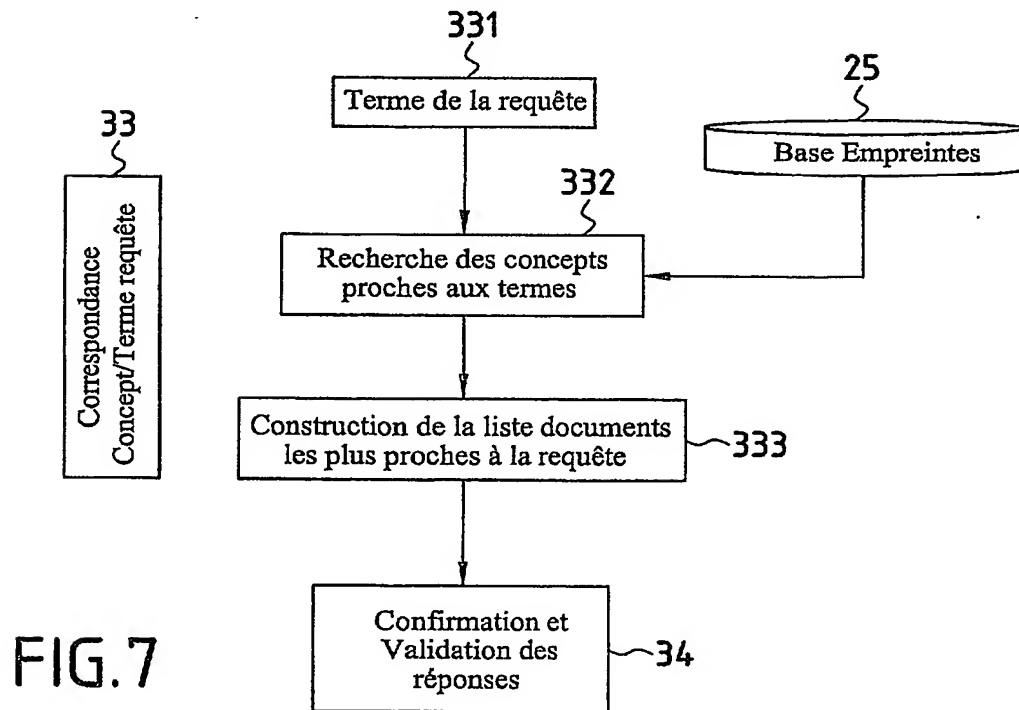 331
Terme de la requête
25
Base Empreintes
33
Correspondance
Concept/Terme requête
332
Recherche des concepts
proches aux termes
Construction de la liste documents
les plus proches à la requête
333
Confirmation et
Validation des
réponses
34
FIG.7